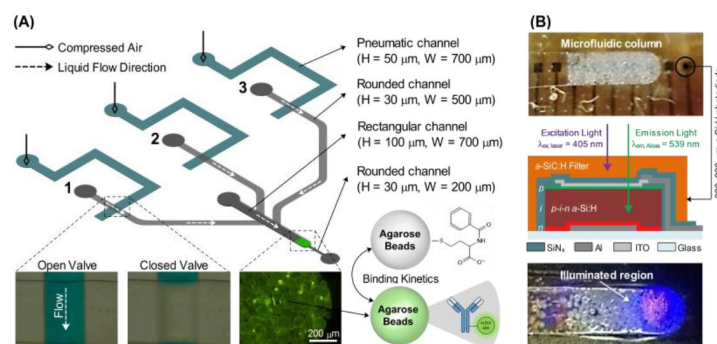 (A)
Compressed Air
Liquid Flow Direction
Pneumatic channel
(H = 50 μm, W = 700 μm)
Rounded channel
(H = 30 μm, W = 500 μm)
Rectangular channel
(H = 100 μm, W = 700 μm)
Rounded channel
(H = 30 μm, W = 200 μm)
1
2
3
Open Valve
Closed Valve
Flow
200 μm
Agarose
Beads
S
N
H
O
O
O⁻
Binding Kinetics
Agarose
Beads
(B)
Microfluidic column
Excitation Light
λex, laser = 405 nm
Emission Light
λem, Alexa = 539 nm
a-SiC:H Filter
p
i
n
p-i-n a-Si:H
SiNx
Al
ITO
Glass
Illuminated region